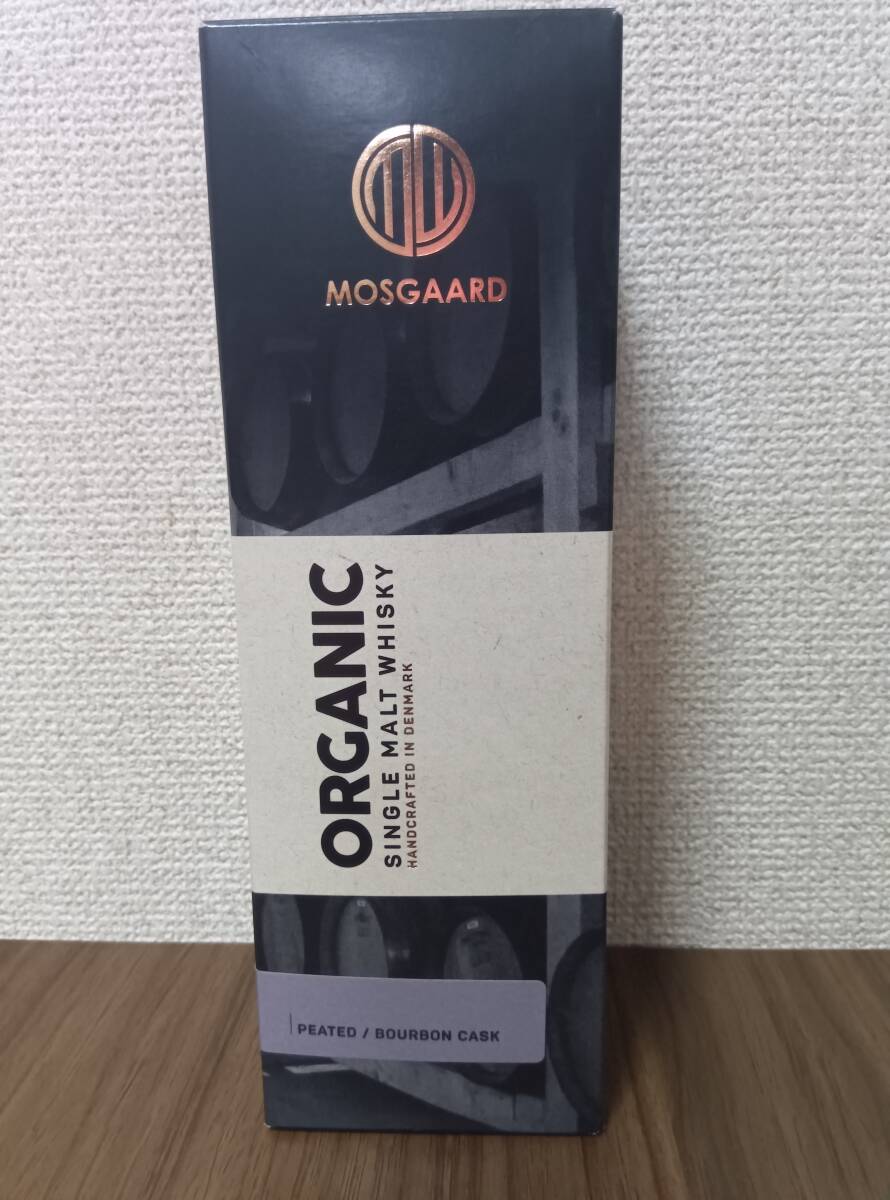 MOSGAARD
ORGANIC
SINGLE MALT WHISKY
HANDCRAFTED IN DENMARK
PEATED / BOURBON CASK